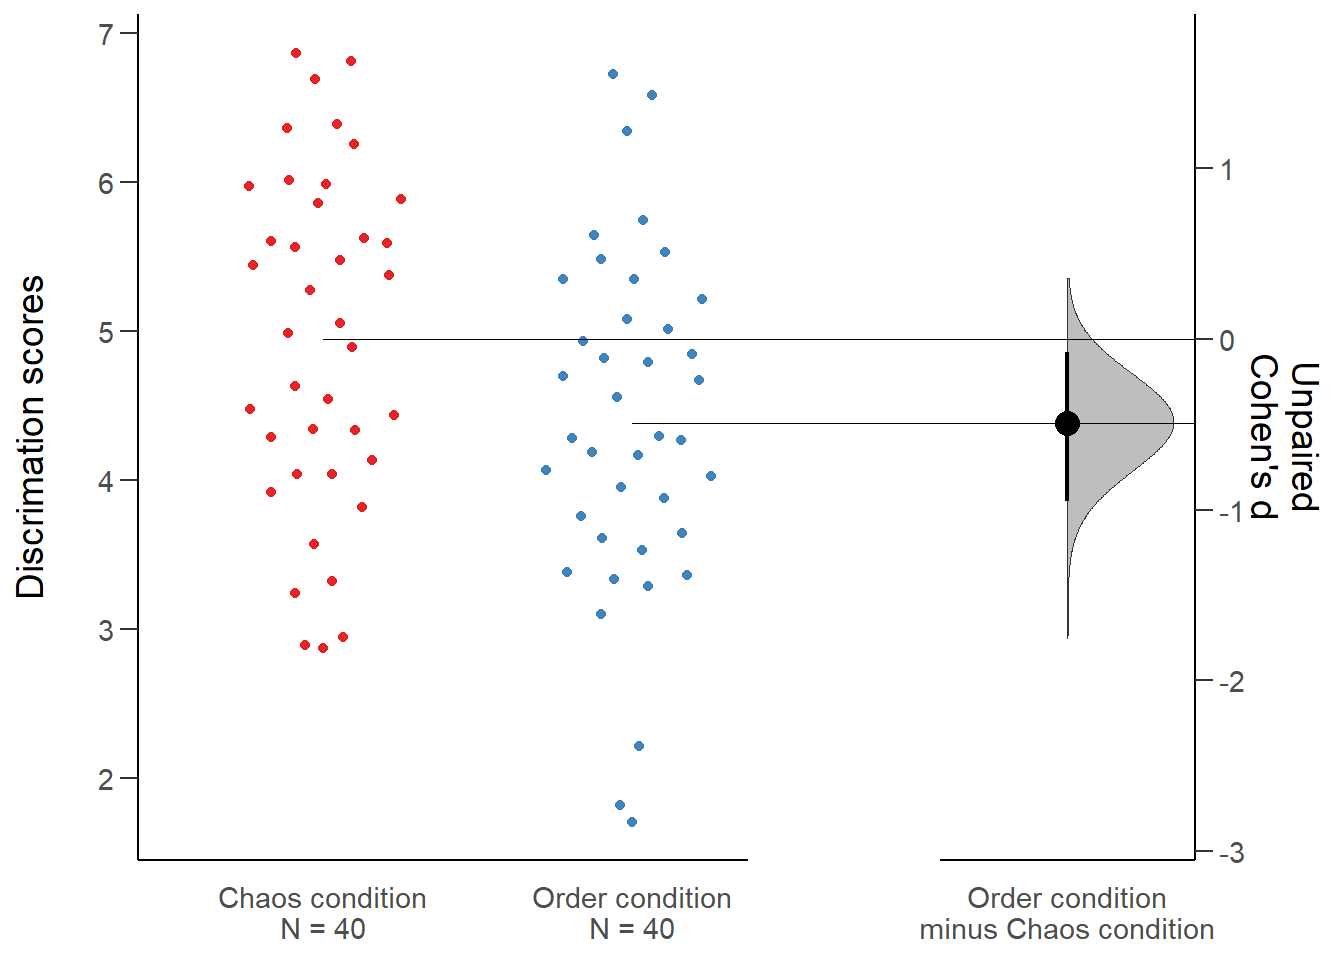 Discrimation scores
7
6
5
4
3
2
Chaos condition
N = 40
Order condition
N = 40
1
0
-1
-2
-3
Unpaired
Cohen's d
Order condition
minus Chaos condition